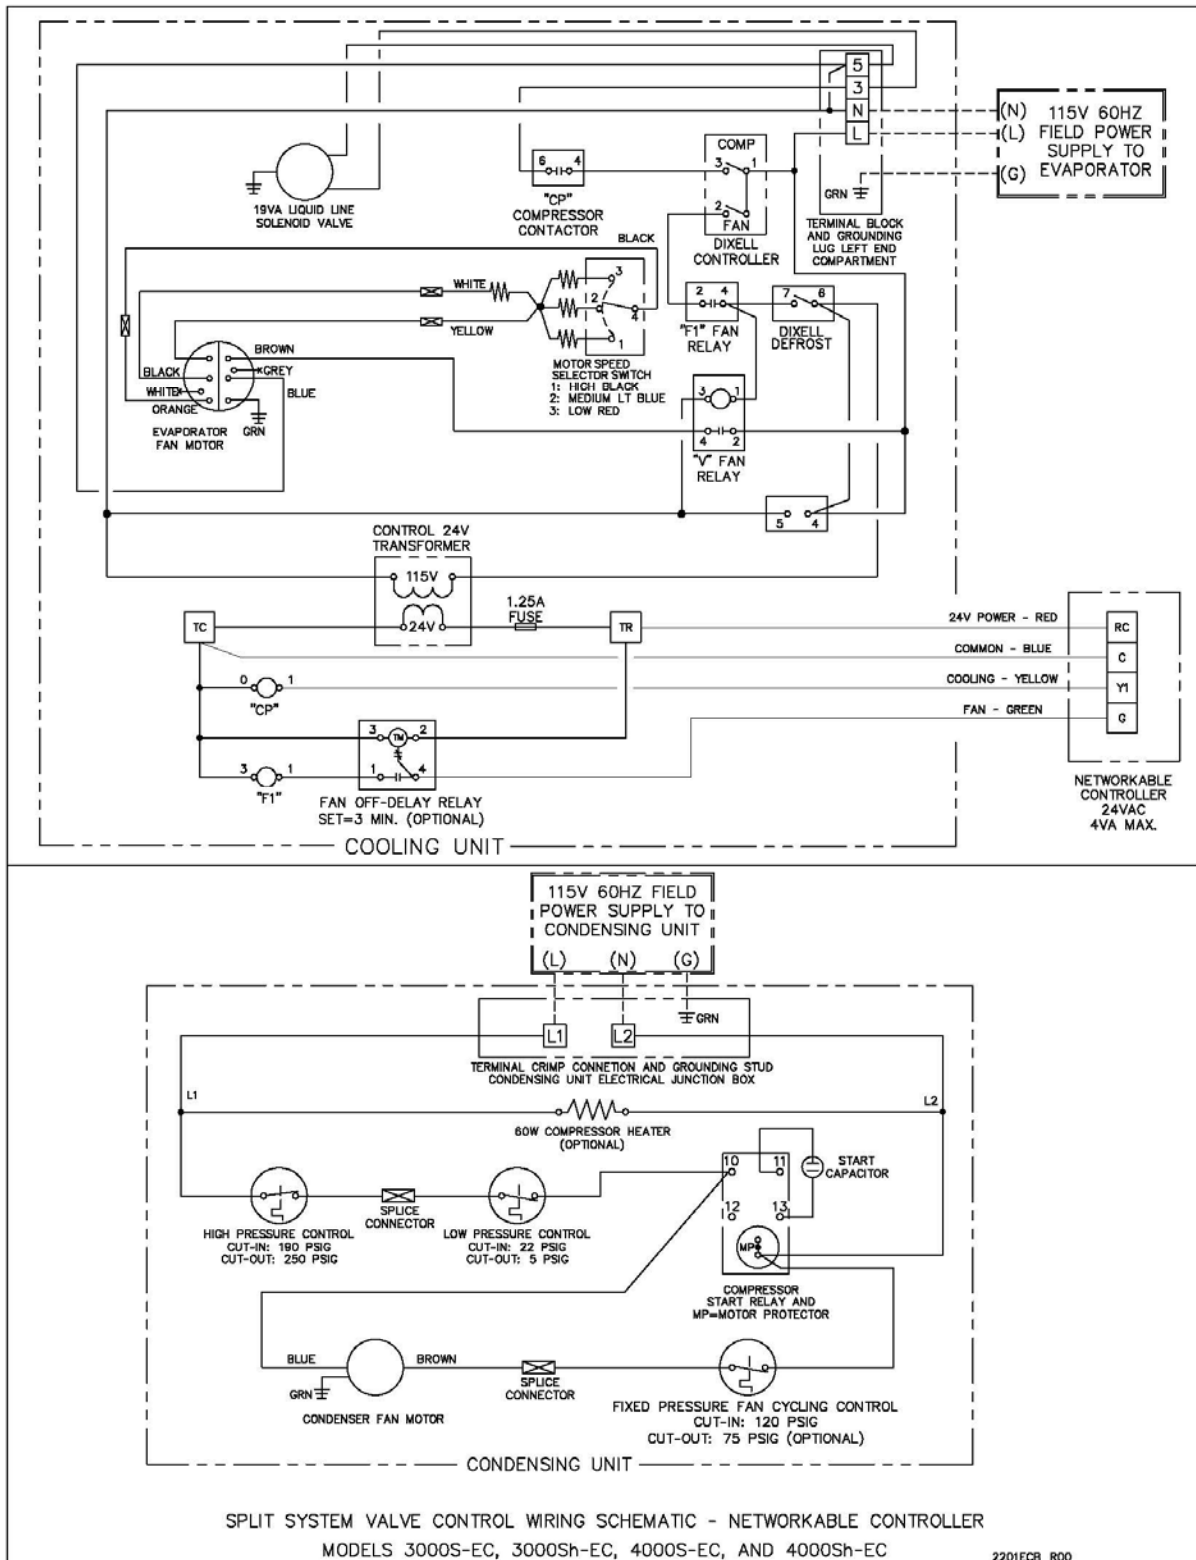 5
3
N
L
(N)
(L)
(G)
115V 60HZ
FIELD POWER
SUPPLY TO
EVAPORATOR
GRN
TERMINAL BLOCK
AND GROUNDING
LUG LEFT END
COMPARTMENT
COMP
3 1
2
FAN
DIXELL
CONTROLLER
6 4
"CP"
COMPRESSOR
CONTACTOR
19VA LIQUID LINE
SOLENOID VALVE
BLACK
WHITE
YELLOW
3
2
4
1
MOTOR SPEED
SELECTOR SWITCH
1: HIGH BLACK
2: MEDIUM LT BLUE
3: LOW RED
2 4
"F1" FAN
RELAY
7 6
DIXELL
DEFROST
BROWN
GREY
BLACK
BLUE
WHITE
ORANGE
GRN
EVAPORATOR
FAN MOTOR
3 1
4 2
"V" FAN
RELAY
5 4
CONTROL 24V
TRANSFORMER
115V
24V
1.25A
FUSE
TC
TR
24V POWER - RED
COMMON - BLUE
COOLING - YELLOW
FAN - GREEN
RC
C
Y1
G
0 1
"CP"
3 2
TM
1 4
3 1
"F1"
FAN OFF-DELAY RELAY
SET=3 MIN. (OPTIONAL)
NETWORKABLE
CONTROLLER
24VAC
4VA MAX.
COOLING UNIT
115V 60HZ FIELD
POWER SUPPLY TO
CONDENSING UNIT
(L) (N) (G)
GRN
L1 L2
TERMINAL CRIMP CONNETION AND GROUNDING STUD
CONDENSING UNIT ELECTRICAL JUNCTION BOX
L1
L2
60W COMPRESSOR HEATER
(OPTIONAL)
10 11
12 13
MP
START
CAPACITOR
HIGH PRESSURE CONTROL
CUT-IN: 190 PSIG
CUT-OUT: 250 PSIG
SPLICE
CONNECTOR
LOW PRESSURE CONTROL
CUT-IN: 22 PSIG
CUT-OUT: 5 PSIG
COMPRESSOR
START RELAY AND
MP=MOTOR PROTECTOR
BLUE
BROWN
GRN
CONDENSER FAN MOTOR
SPLICE
CONNECTOR
FIXED PRESSURE FAN CYCLING CONTROL
CUT-IN: 120 PSIG
CUT-OUT: 75 PSIG (OPTIONAL)
CONDENSING UNIT
SPLIT SYSTEM VALVE CONTROL WIRING SCHEMATIC - NETWORKABLE CONTROLLER
MODELS 3000S-EC, 3000Sh-EC, 4000S-EC, AND 4000Sh-EC
2201ECB_R00